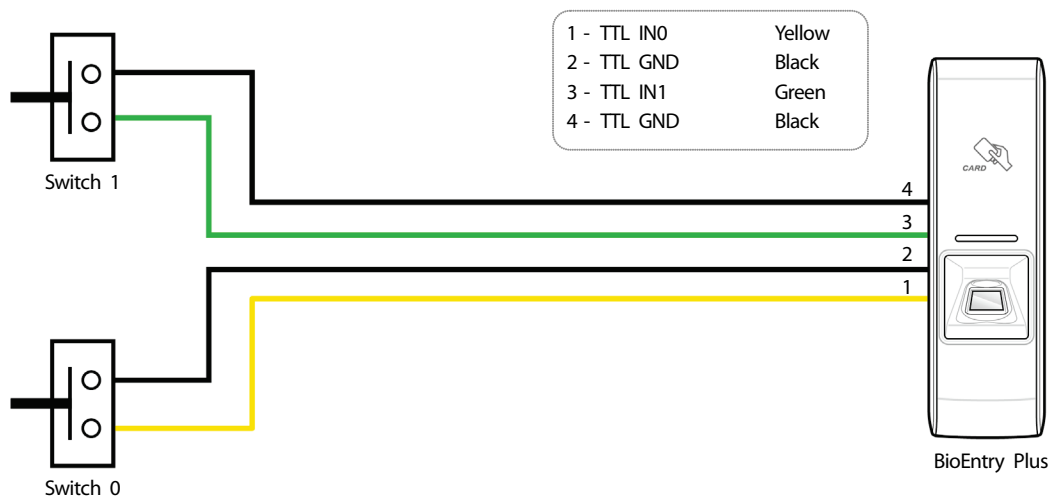 1 - TTL IN0 Yellow
2 - TTL GND Black
3 - TTL IN1 Green
4 - TTL GND Black
Switch 1
CARD
4
3
2
1
BioEntry Plus
Switch 0